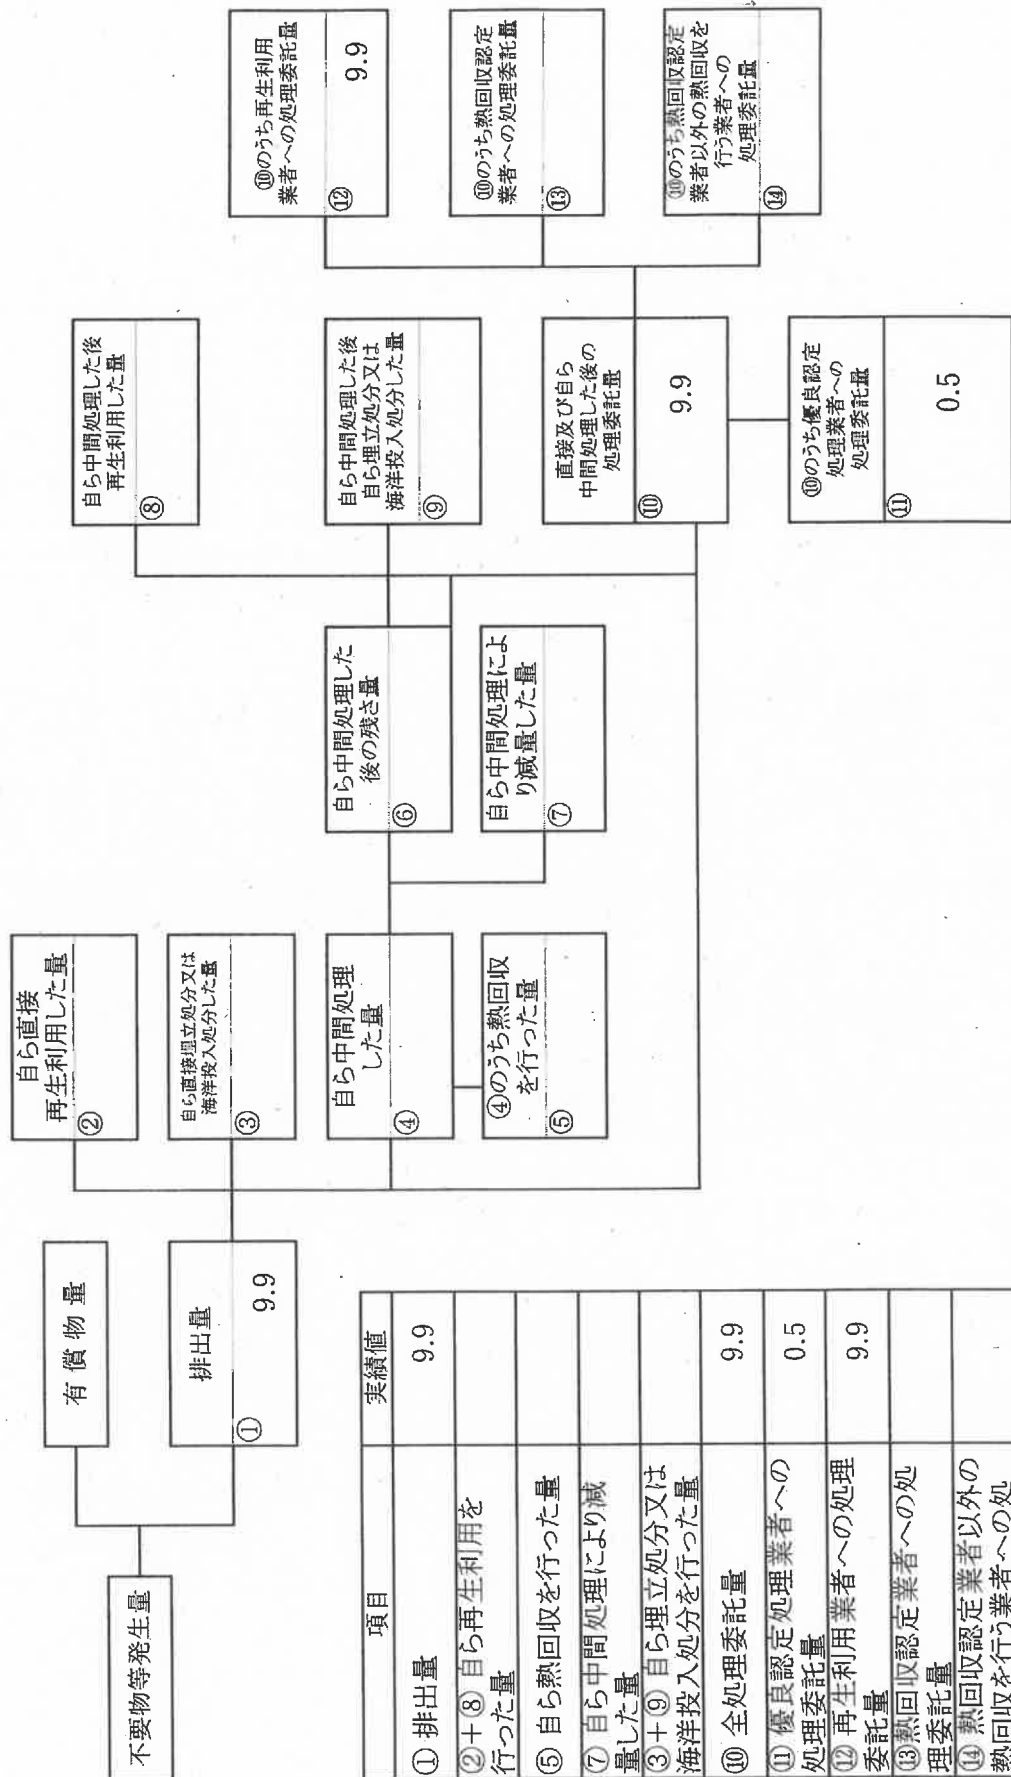 不要物等発生量
有償物量
排出量
①
9.9
自ら直接
再生利用した量
②
自ら直接埋立処分又は
海洋投入処分した量
③
自ら中間処理
した量
④
④のうち熱回収
を行った量
⑤
自ら中間処理した
後の残さ量
⑥
自ら中間処理によ
り減量した量
⑦
自ら中間処理した後
再生利用した量
⑧
自ら中間処理した後
自ら埋立処分又は
海洋投入処分した量
⑨
直接及び自ら
中間処理した後の
処理委託量
⑩
9.9
⑩のうち優良認定
処理業者への
処理委託量
⑪
0.5
⑩のうち再生利用
業者への処理委託量
⑫
9.9
⑩のうち熱回収認定
業者への処理委託量
⑬
⑩のうち熱回収認定
業者以外の熱回収を
行う業者への
処理委託量
⑭
項目 実績値
①排出量 9.9
②＋⑧自ら再生利用を
行った量
⑤自ら熱回収を行った量
⑦自ら中間処理により減
量した量
③＋⑨自ら埋立処分又は
海洋投入処分を行った量
⑩全処理委託量 9.9
⑪優良認定処理業者への
処理委託量 0.5
⑫再生利用業者への処理
委託量 9.9
⑬熱回収認定業者への処
理委託量
⑭熱回収認定業者以外の
熱回収を行う業者への処